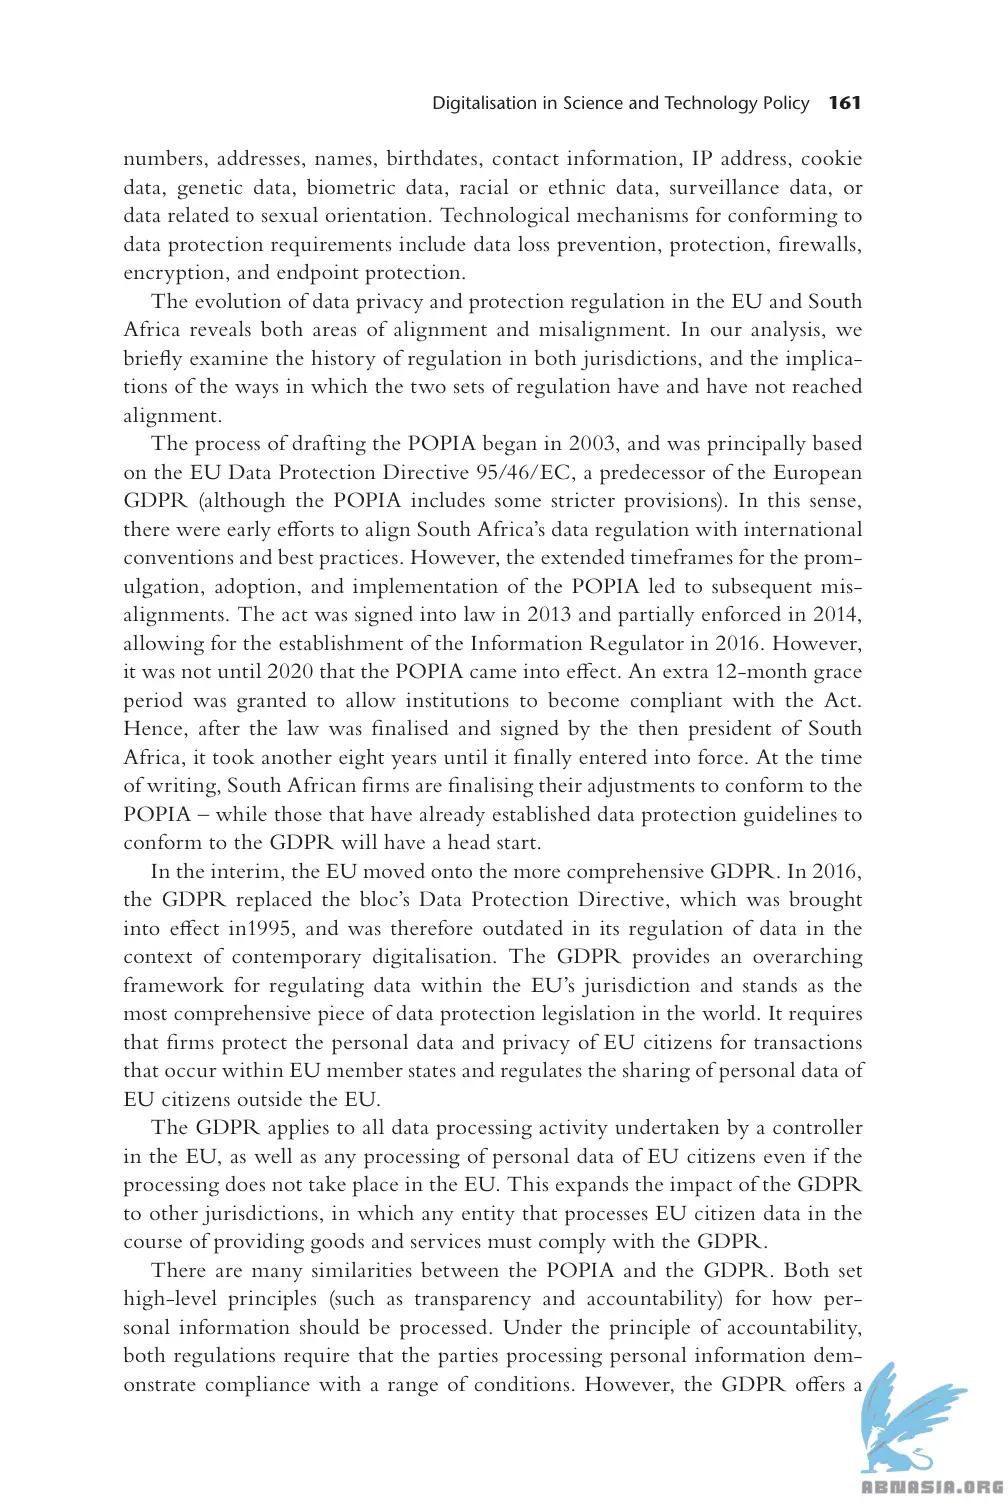 Digitalisation in Science and Technology Policy 161
numbers, addresses, names, birthdates, contact information, IP address, cookie
data, genetic data, biometric data, racial or ethnic data, surveillance data, or
data related to sexual orientation. Technological mechanisms for conforming to
data protection requirements include data loss prevention, protection, firewalls,
encryption, and endpoint protection.
The evolution of data privacy and protection regulation in the EU and South
Africa reveals both areas of alignment and misalignment. In our analysis, we
briefly examine the history of regulation in both jurisdictions, and the implica-
tions of the ways in which the two sets of regulation have and have not reached
alignment.
The process of drafting the POPIA began in 2003, and was principally based
on the EU Data Protection Directive 95/46/EC, a predecessor of the European
GDPR (although the POPIA includes some stricter provisions). In this sense,
there were early efforts to align South Africa's data regulation with international
conventions and best practices. However, the extended timeframes for the prom-
ulgation, adoption, and implementation of the POPIA led to subsequent mis-
alignments. The act was signed into law in 2013 and partially enforced in 2014,
allowing for the establishment of the Information Regulator in 2016. However,
it was not until 2020 that the POPIA came into effect. An extra 12-month grace
period was granted to allow institutions to become compliant with the Act.
Hence, after the law was finalised and signed by the then president of South
Africa, it took another eight years until it finally entered into force. At the time
of writing, South African firms are finalising their adjustments to conform to the
POPIA – while those that have already established data protection guidelines to
conform to the GDPR will have a head start.
In the interim, the EU moved onto the more comprehensive GDPR. In 2016,
the GDPR replaced the bloc's Data Protection Directive, which was brought
into effect in1995, and was therefore outdated in its regulation of data in the
context of contemporary digitalisation. The GDPR provides an overarching
framework for regulating data within the EU's jurisdiction and stands as the
most comprehensive piece of data protection legislation in the world. It requires
that firms protect the personal data and privacy of EU citizens for transactions
that occur within EU member states and regulates the sharing of personal data of
EU citizens outside the EU.
The GDPR applies to all data processing activity undertaken by a controller
in the EU, as well as any processing of personal data of EU citizens even if the
processing does not take place in the EU. This expands the impact of the GDPR
to other jurisdictions, in which any entity that processes EU citizen data in the
course of providing goods and services must comply with the GDPR.
There are many similarities between the POPIA and the GDPR. Both set
high-level principles (such as transparency and accountability) for how per-
sonal information should be processed. Under the principle of accountability,
both regulations require that the parties processing personal information dem-
onstrate compliance with a range of conditions. However, the GDPR offers a
ABNASIA.ORG